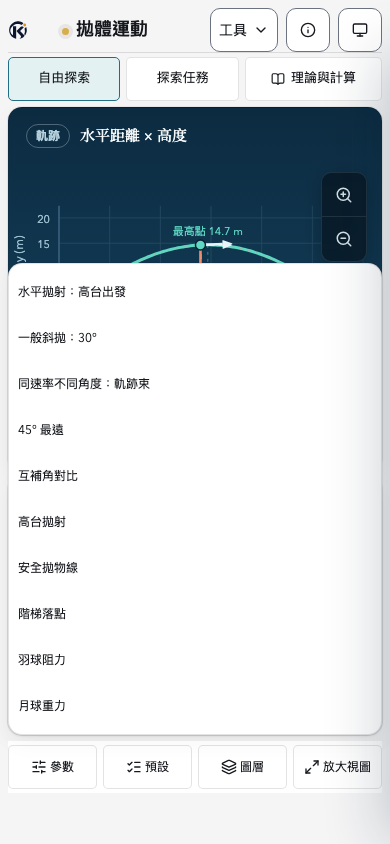 拋體運動
工具
自由探索
探索任務
理論與計算
軌跡
水平距離 × 高度
20
最高點 14.7 m
15
y (m)
水平拋射：高台出發
一般斜拋：30°
同速率不同角度：軌跡束
45° 最遠
互補角對比
高台拋射
安全拋物線
階梯落點
羽球阻力
月球重力
參數
預設
圖層
放大視圖